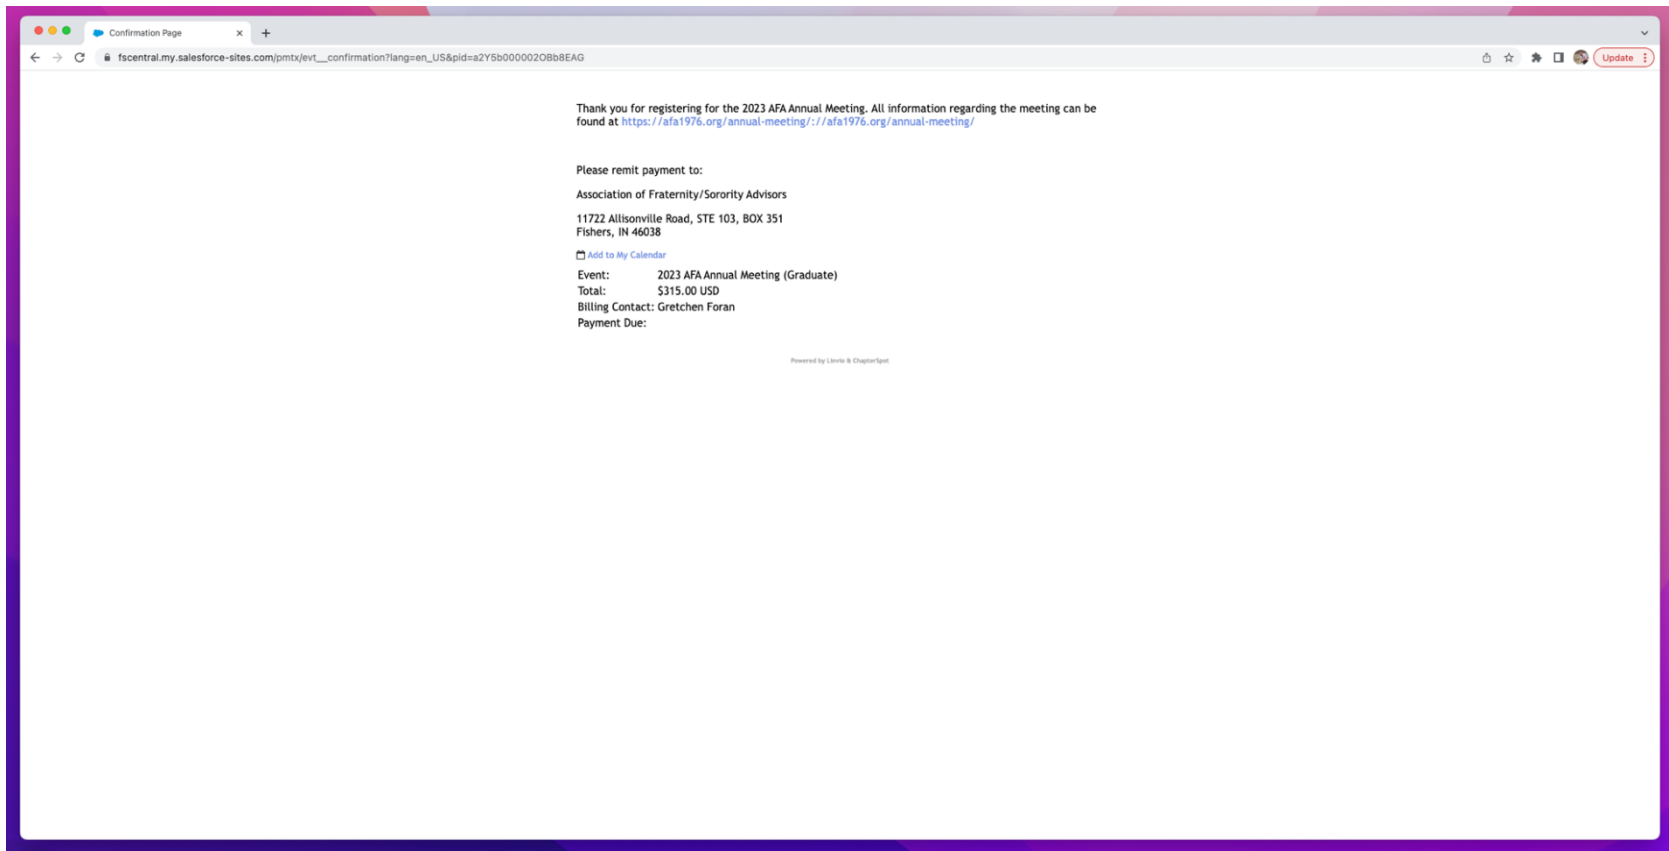 Confirmation Page
fscentral.my.salesforce-sites.com/pmtx/evt__confirmation?lang=en_US&pid=a2Y5b000002OBb8EAG
Update
Thank you for registering for the 2023 AFA Annual Meeting. All information regarding the meeting can be
found at https://afa1976.org/annual-meeting/://afa1976.org/annual-meeting/
Please remit payment to:
Association of Fraternity/Sorority Advisors
11722 Allisonville Road, STE 103, BOX 351
Fishers, IN 46038
Add to My Calendar
Event: 2023 AFA Annual Meeting (Graduate)
Total: $315.00 USD
Billing Contact: Gretchen Foran
Payment Due:
Powered by Linvio & ChapterSpot